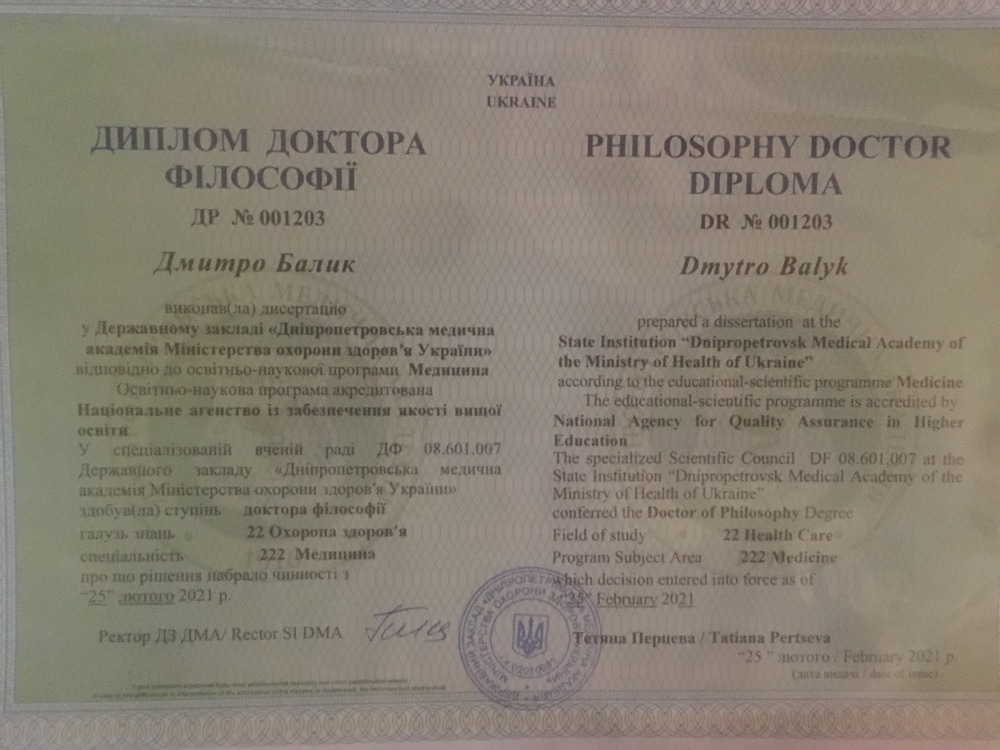 УКРАЇНА
UKRAINE
ДИПЛОМ ДОКТОРА
ФІЛОСОФІЇ
ДР № 001203
Дмитро Балик
виконав(ла) дисертацію
у Державному закладі «Дніпропетровська медична
академія Міністерства охорони здоров'я України»
відповідно до освітньо-наукової програми Медицина
Освітньо-наукова програма акредитована
Національне агенство із забезпечення якості вищої
освіти
У спеціалізованій вченій раді ДФ 08.601.007
Державного закладу «Дніпропетровська медична
академія Міністерства охорони здоров'я України»
здобув(ла) ступінь доктора філософії
галузь знань 22 Охорона здоров'я
спеціальність 222 Медицина
про що рішення набрало чинності з
“25” лютого 2021 р.
Ректор ДЗ ДМА/ Rector SI DMA
PHILOSOPHY DOCTOR
DIPLOMA
DR № 001203
Dmytro Balyk
prepared a dissertation at the
State Institution “Dnipropetrovsk Medical Academy of
the Ministry of Health of Ukraine”
according to the educational-scientific programme Medicine
The educational-scientific programme is accredited by
National Agency for Quality Assurance in Higher
Education
The specialized Scientific Council DF 08.601.007 at the
State Institution “Dnipropetrovsk Medical Academy of the
Ministry of Health of Ukraine”
conferred the Doctor of Philosophy Degree
Field of study 22 Health Care
Program Subject Area 222 Medicine
which decision entered into force as of
“25” February 2021
Тетяна Перцева / Tatiana Pertseva
“25 ” лютого / February 2021 р.
(дата видачі / date of issue)